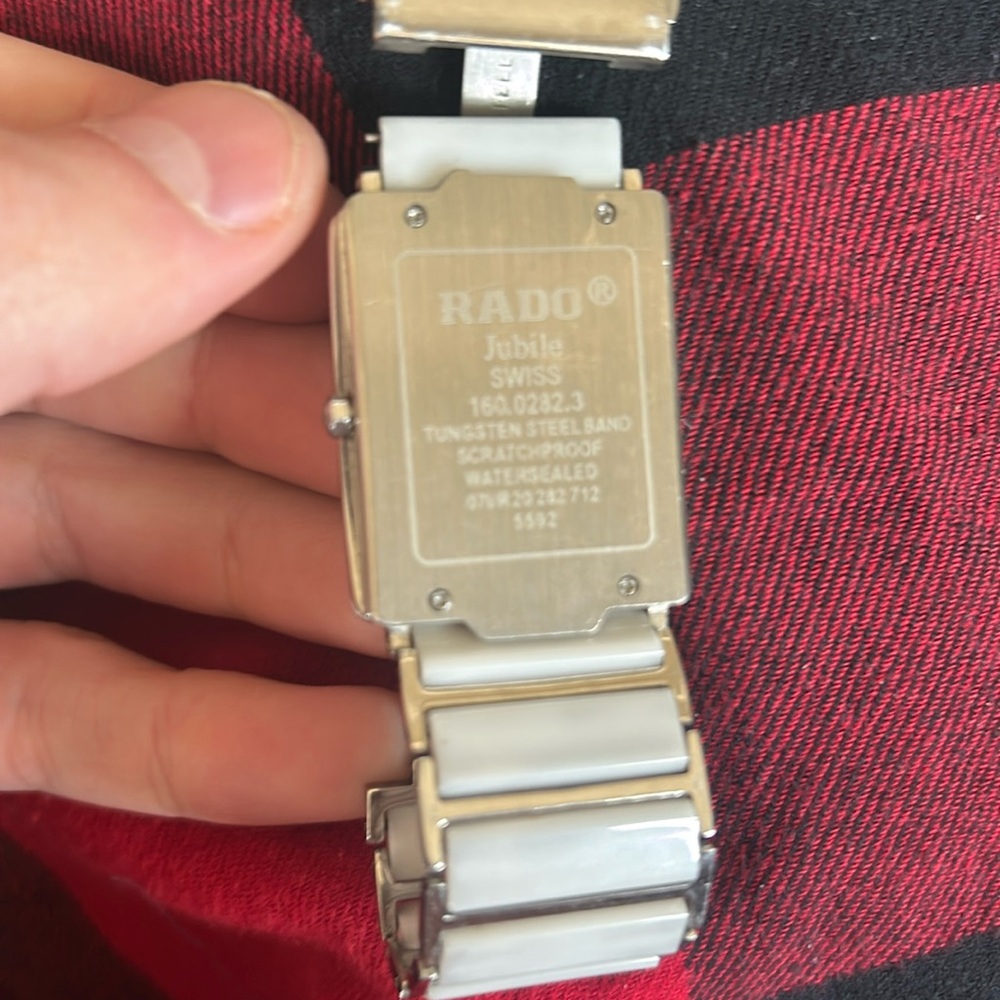 RADO®
Jubile
SWISS
160.0282.3
TUNGSTEN STEEL BAND
SCRATCHPROOF
WATERSEALED
5592